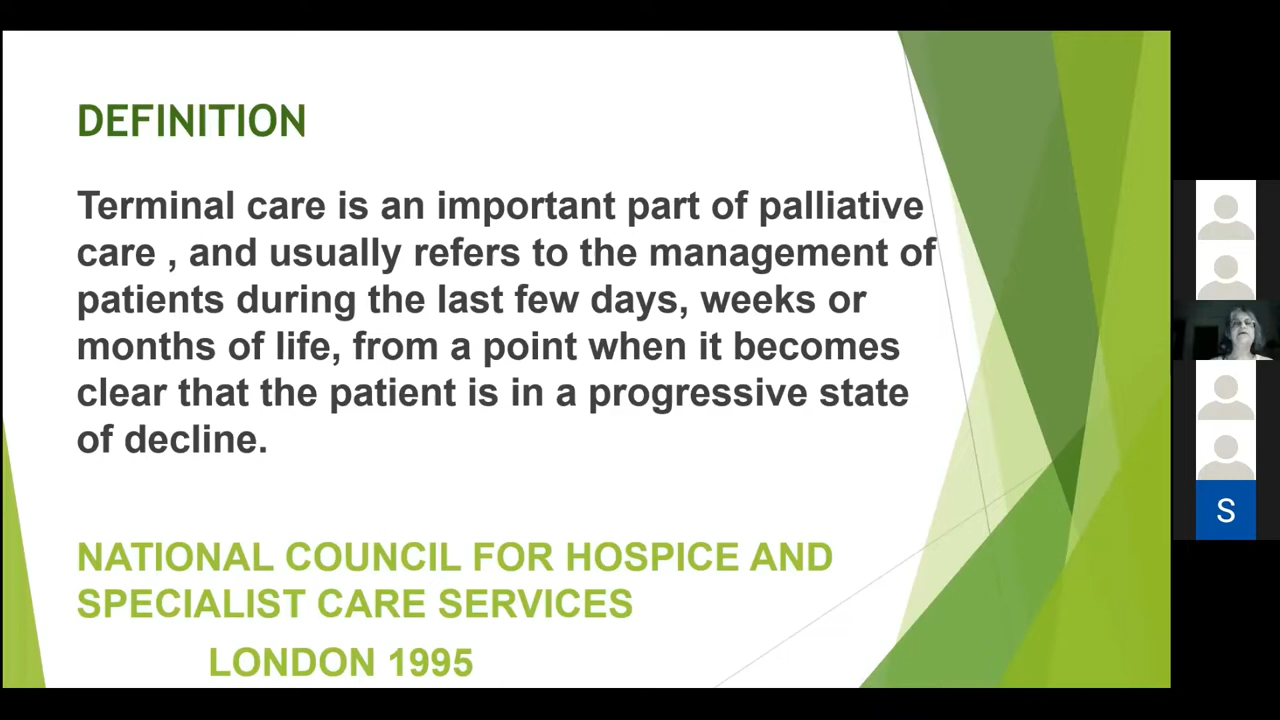 DEFINITION
Terminal care is an important part of palliative
care , and usually refers to the management of
patients during the last few days, weeks or
months of life, from a point when it becomes
clear that the patient is in a progressive state
of decline.
NATIONAL COUNCIL FOR HOSPICE AND
SPECIALIST CARE SERVICES
LONDON 1995
S